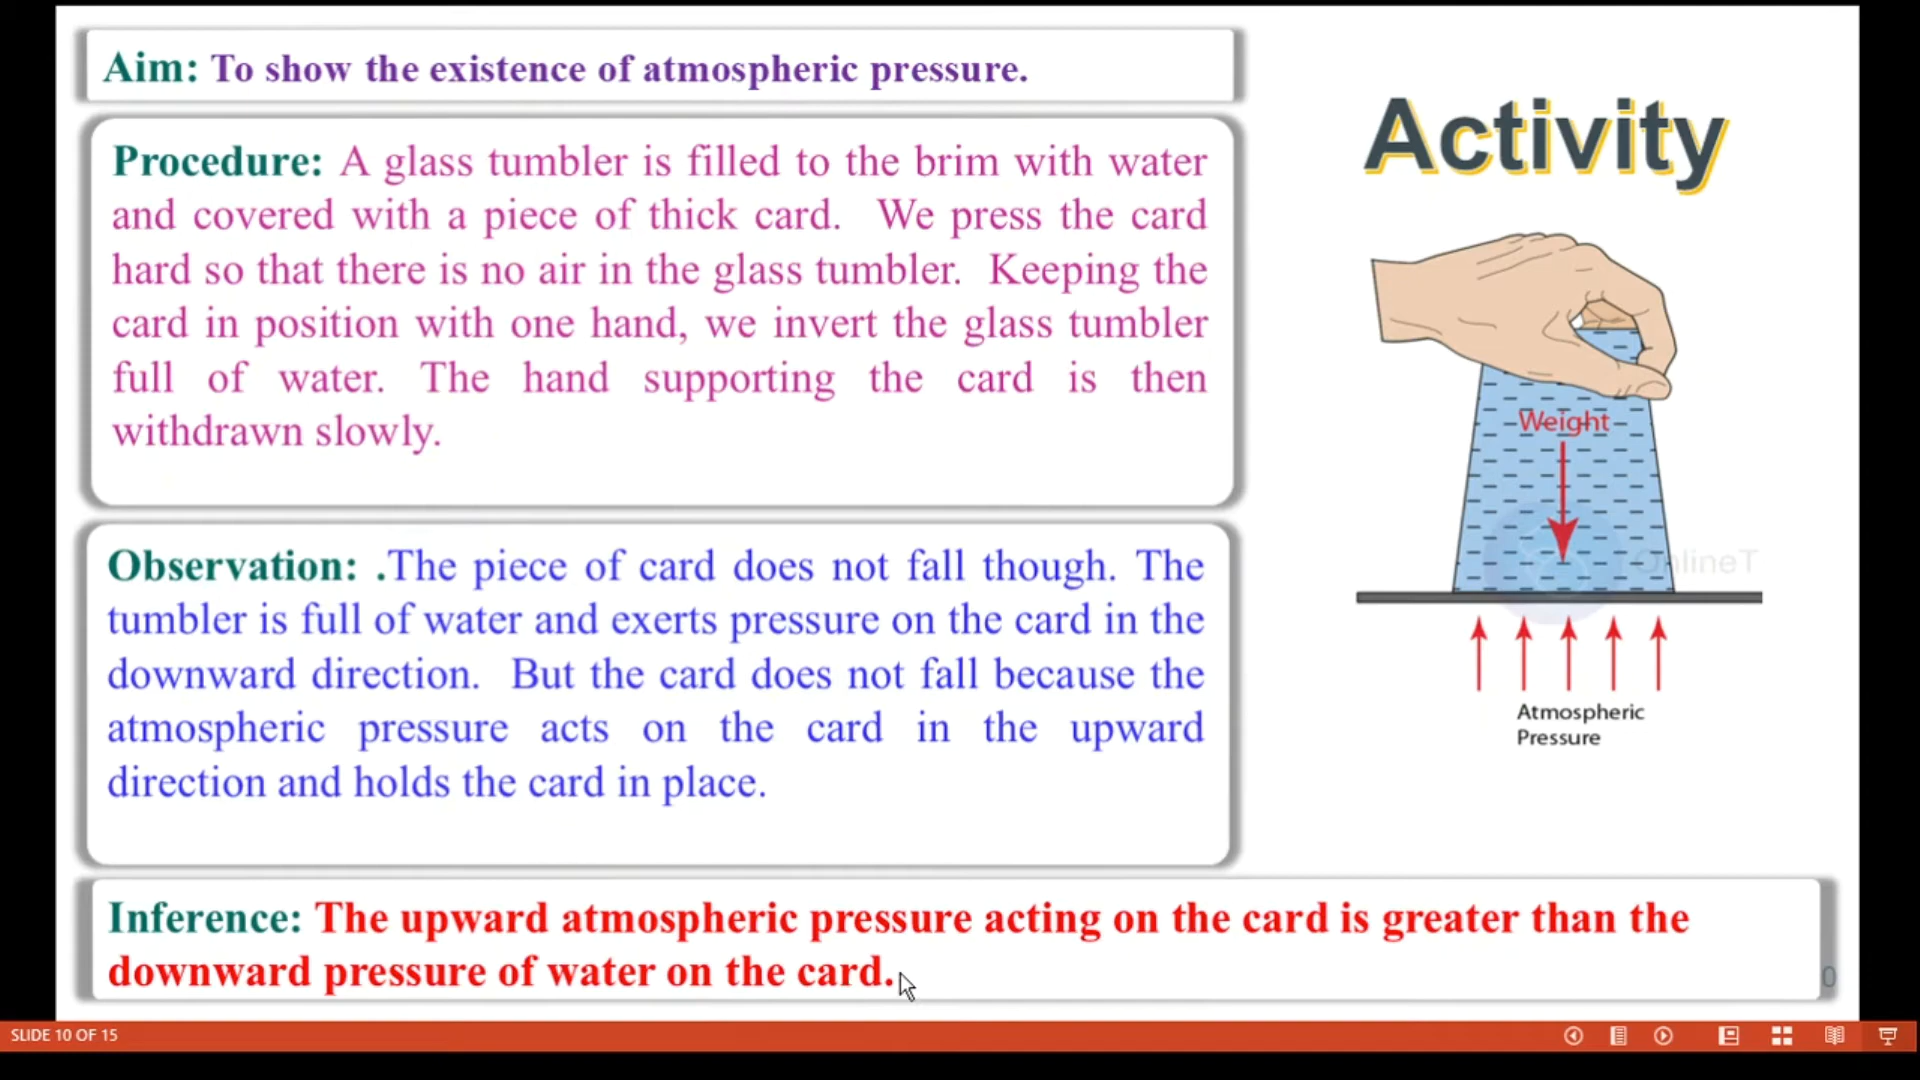 Aim: To show the existence of atmospheric pressure.
Activity
Procedure: A glass tumbler is filled to the brim with water
and covered with a piece of thick card. We press the card
hard so that there is no air in the glass tumbler. Keeping the
card in position with one hand, we invert the glass tumbler
full of water. The hand supporting the card is then
withdrawn slowly.
Weight
Atmospheric
Pressure
Observation: .The piece of card does not fall though. The
tumbler is full of water and exerts pressure on the card in the
downward direction. But the card does not fall because the
atmospheric pressure acts on the card in the upward
direction and holds the card in place.
Inference: The upward atmospheric pressure acting on the card is greater than the
downward pressure of water on the card.
0
SLIDE 10 OF 15